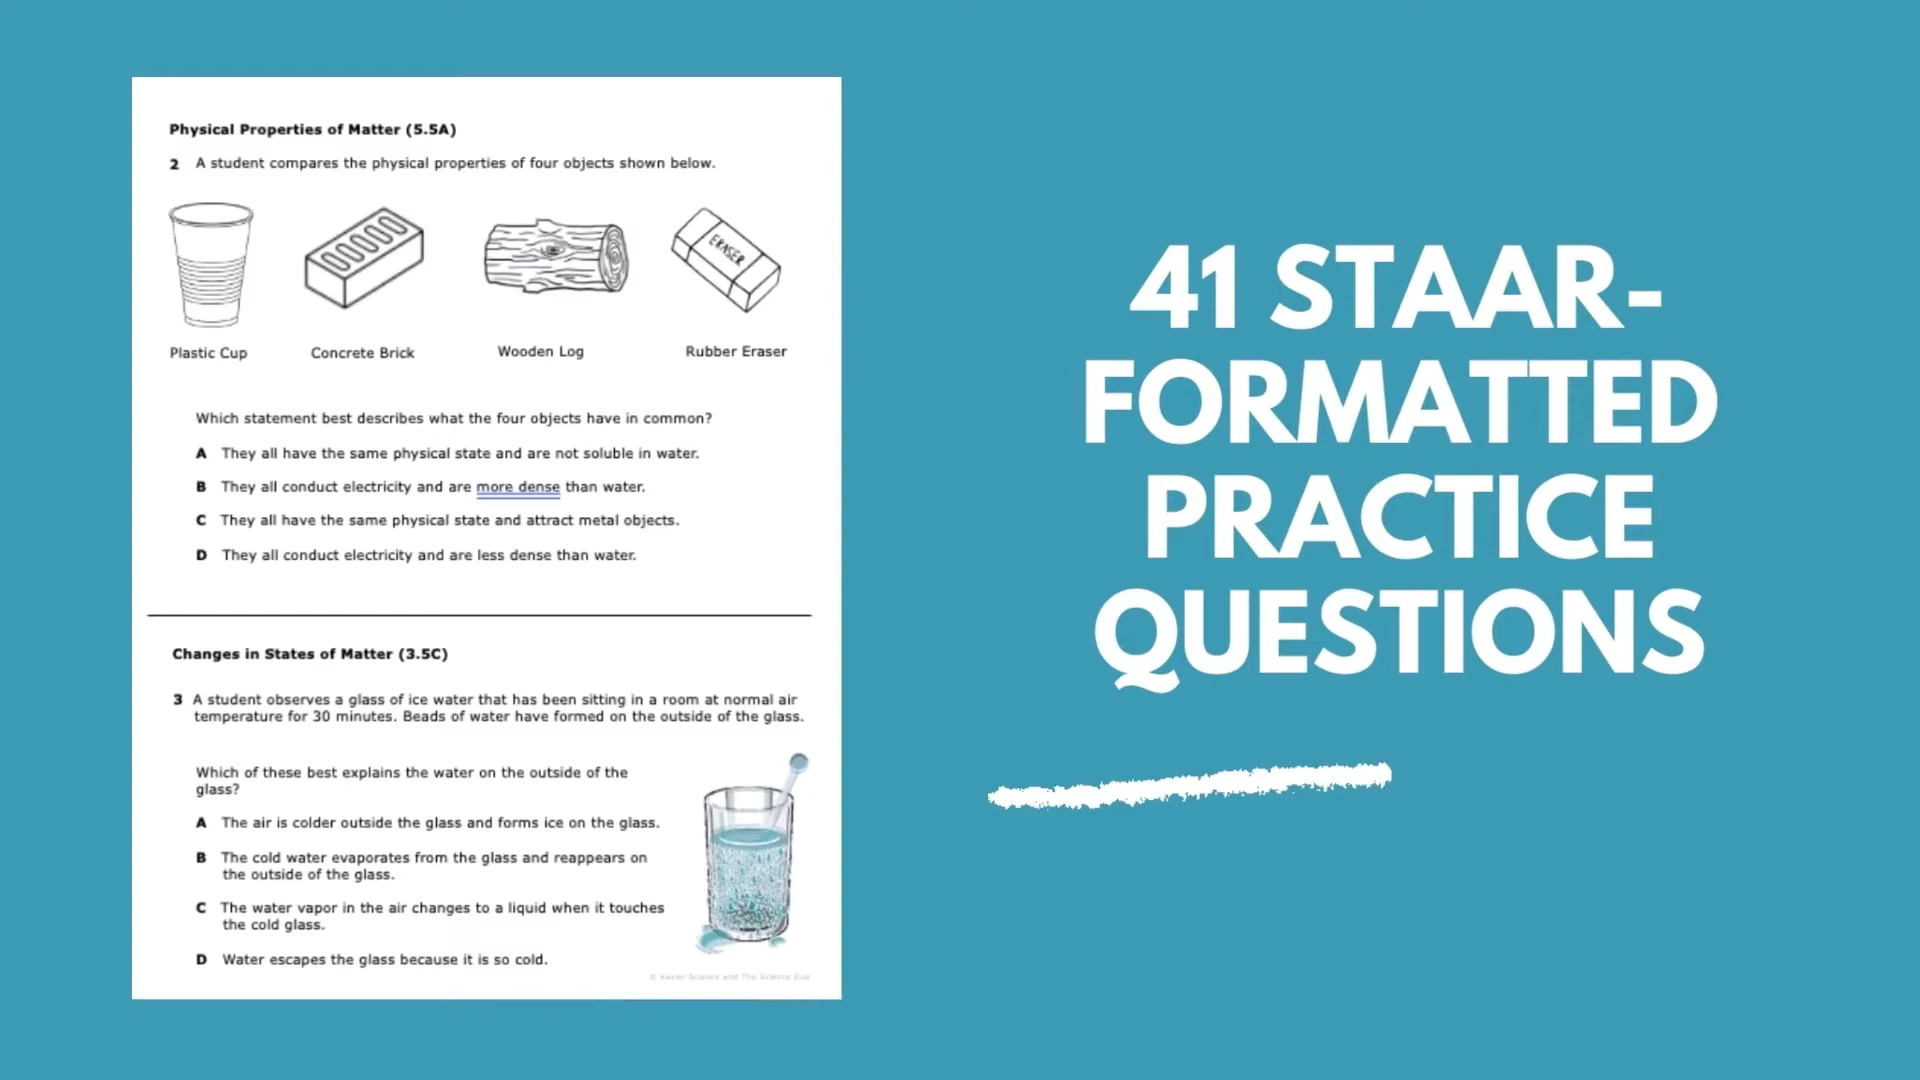 Physical Properties of Matter (5.5A)
2 A student compares the physical properties of four objects shown below.
ERASER
Plastic Cup Concrete Brick Wooden Log Rubber Eraser
Which statement best describes what the four objects have in common?
A They all have the same physical state and are not soluble in water.
B They all conduct electricity and are more dense than water.
C They all have the same physical state and attract metal objects.
D They all conduct electricity and are less dense than water.
Changes in States of Matter (3.5C)
3 A student observes a glass of ice water that has been sitting in a room at normal air
temperature for 30 minutes. Beads of water have formed on the outside of the glass.
Which of these best explains the water on the outside of the
glass?
A The air is colder outside the glass and forms ice on the glass.
B The cold water evaporates from the glass and reappears on
the outside of the glass.
C The water vapor in the air changes to a liquid when it touches
the cold glass.
D Water escapes the glass because it is so cold.
© Kesler Science and The Science Duo
41 STAAR-
FORMATTED
PRACTICE
QUESTIONS